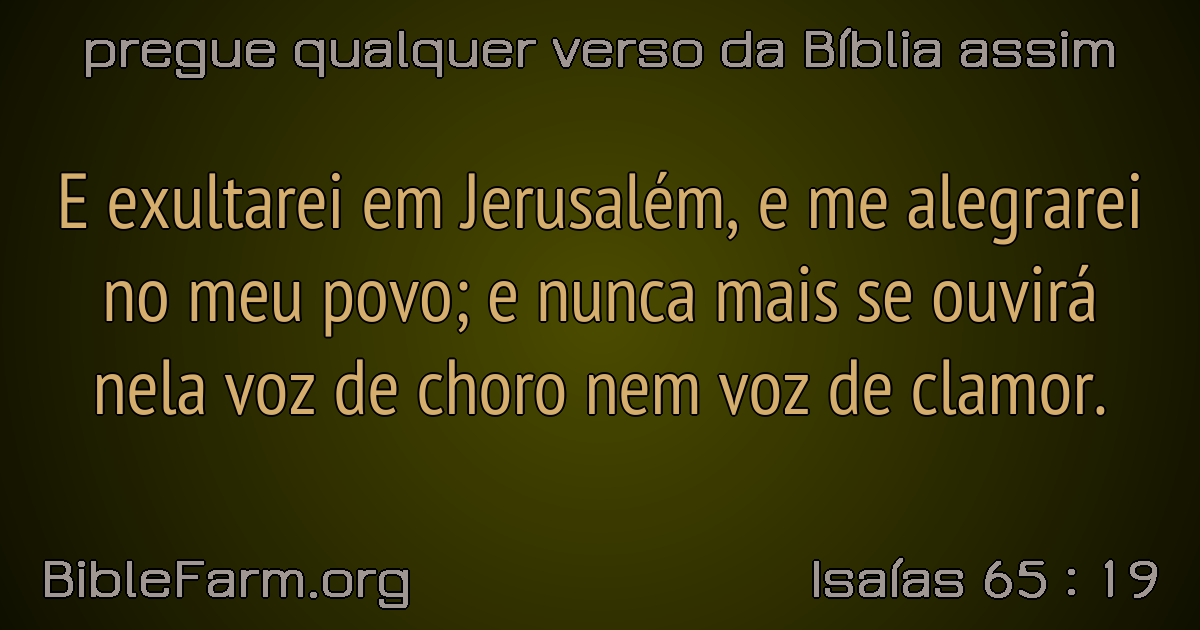 pregue qualquer verso da Bíblia assim
E exultarei em Jerusalém, e me alegrarei
no meu povo; e nunca mais se ouvirá
nela voz de choro nem voz de clamor.
BibleFarm.org
Isaías 65 : 19